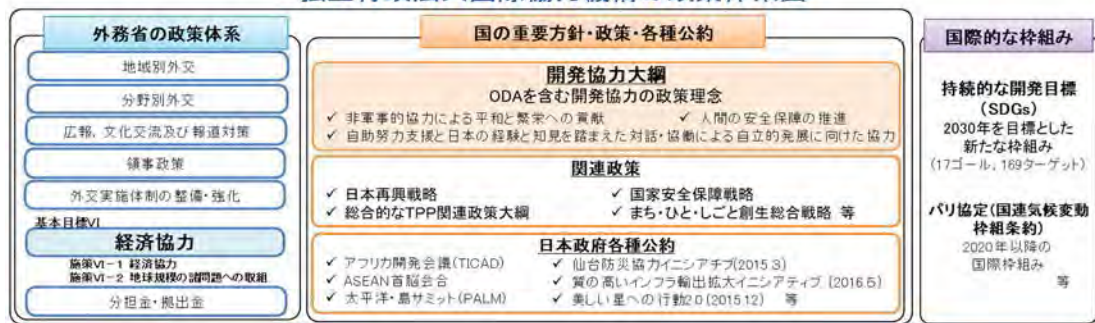 外務省の政策体系
地域別外交
分野別外交
広報、文化交流及び報道対策
領事政策
外交実施体制の整備・強化
基本目標Ⅵ
経済協力
施策Ⅵ-1 経済協力
施策Ⅵ-2 地球規模の諸問題への取組
分担金・拠出金
国の重要方針・政策・各種公約
開発協力大綱
ODAを含む開発協力の政策理念
✓ 非軍事的協力による平和と繁栄への貢献 ✓ 人間の安全保障の推進
✓ 自助努力支援と日本の経験と知見を踏まえた対話・協働による自立的発展に向けた協力
関連政策
✓ 日本再興戦略 ✓ 国家安全保障戦略
✓ 総合的なTPP関連政策大綱 ✓ まち・ひと・しごと創生総合戦略 等
日本政府各種公約
✓ アフリカ開発会議(TICAD) ✓ 仙台防災協力イニシアチブ(2015.3)
✓ ASEAN首脳会合 ✓ 質の高いインフラ輸出拡大イニシアティブ (2016.5)
✓ 太平洋・島サミット(PALM) ✓ 美しい星への行動2.0(2015.12) 等
国際的な枠組み
持続的な開発目標
(SDGs)
2030年を目標とした
新たな枠組み
(17ゴール、169ターゲット)
パリ協定(国連気候変動
枠組条約)
2020年以降の
国際枠組み
等